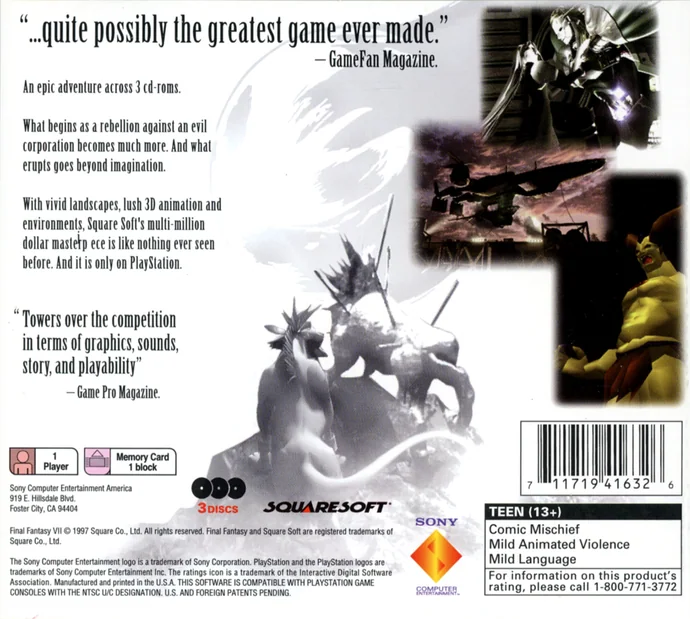 “...quite possibly the greatest game ever made.”
– GameFan Magazine.
An epic adventure across 3 cd-roms.
What begins as a rebellion against an evil
corporation becomes much more. And what
erupts goes beyond imagination.
With vivid landscapes, lush 3D animation and
environments, Square Soft's multi-million
dollar masterp ece is like nothing ever seen
before. And it is only on PlayStation.
“Towers over the competition
in terms of graphics, sounds,
story, and playability”
– Game Pro Magazine.
1
Player
Memory Card
1 block
Sony Computer Entertainment America
919 E. Hillsdale Blvd.
Foster City, CA 94404
3 DISCS
SQUARESOFT
Final Fantasy VII © 1997 Square Co., Ltd. All rights reserved. Final Fantasy and Square Soft are registered trademarks of
Square Co., Ltd.
The Sony Computer Entertainment logo is a trademark of Sony Corporation. PlayStation and the PlayStation logos are
trademarks of Sony Computer Entertainment Inc. The ratings icon is a trademark of the Interactive Digital Software
Association. Manufactured and printed in the U.S.A. THIS SOFTWARE IS COMPATIBLE WITH PLAYSTATION GAME
CONSOLES WITH THE NTSC U/C DESIGNATION. U.S. AND FOREIGN PATENTS PENDING.
SONY
COMPUTER
ENTERTAINMENT
7 11719 41632 6
TEEN (13+)
Comic Mischief
Mild Animated Violence
Mild Language
For information on this product's
rating, please call 1-800-771-3772